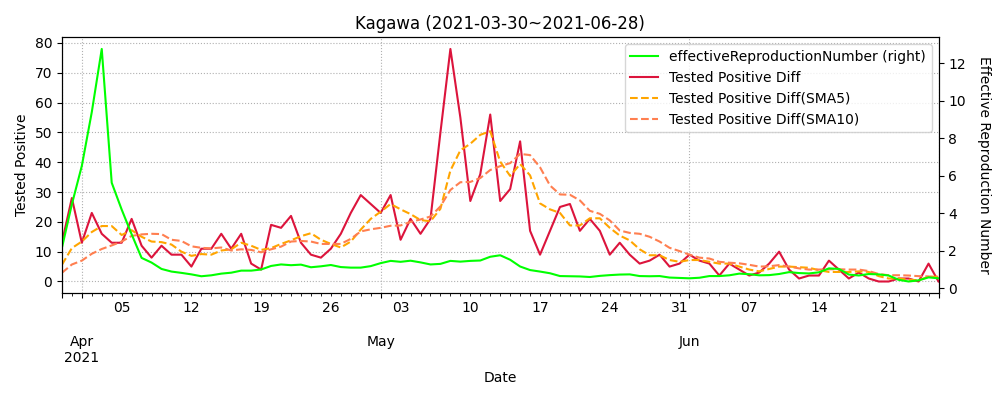 Kagawa (2021-03-30~2021-06-28)
effectiveReproductionNumber (right)
Tested Positive Diff
Tested Positive Diff(SMA5)
Tested Positive Diff(SMA10)
Tested Positive
80
70
60
50
40
30
20
10
0
Effective Reproduction Number
12
10
8
6
4
2
0
05 12 19 26 03 10 17 24 31 07 14 21
Apr May Jun
2021
Date